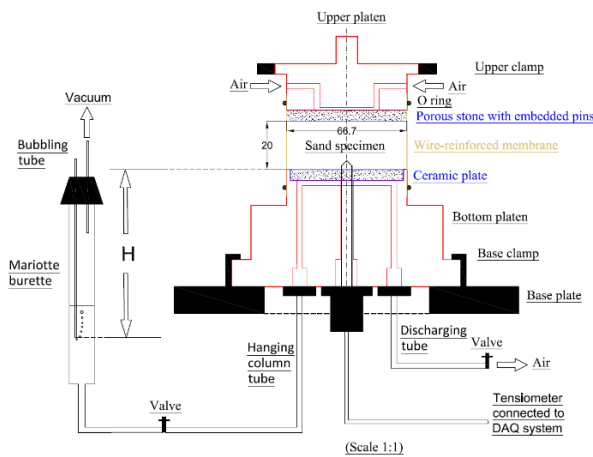 Upper platen
Air
Air
Upper clamp
O ring
Vacuum
Porous stone with embedded pins
66.7
Bubbling
tube
20
Sand specimen
Wire-reinforced membrane
Ceramic plate
H
Bottom platen
Mariotte
burette
Base clamp
Base plate
Hanging
column
tube
Discharging
tube
Valve
Air
Valve
Tensiometer
connected to
DAQ system
(Scale 1:1)